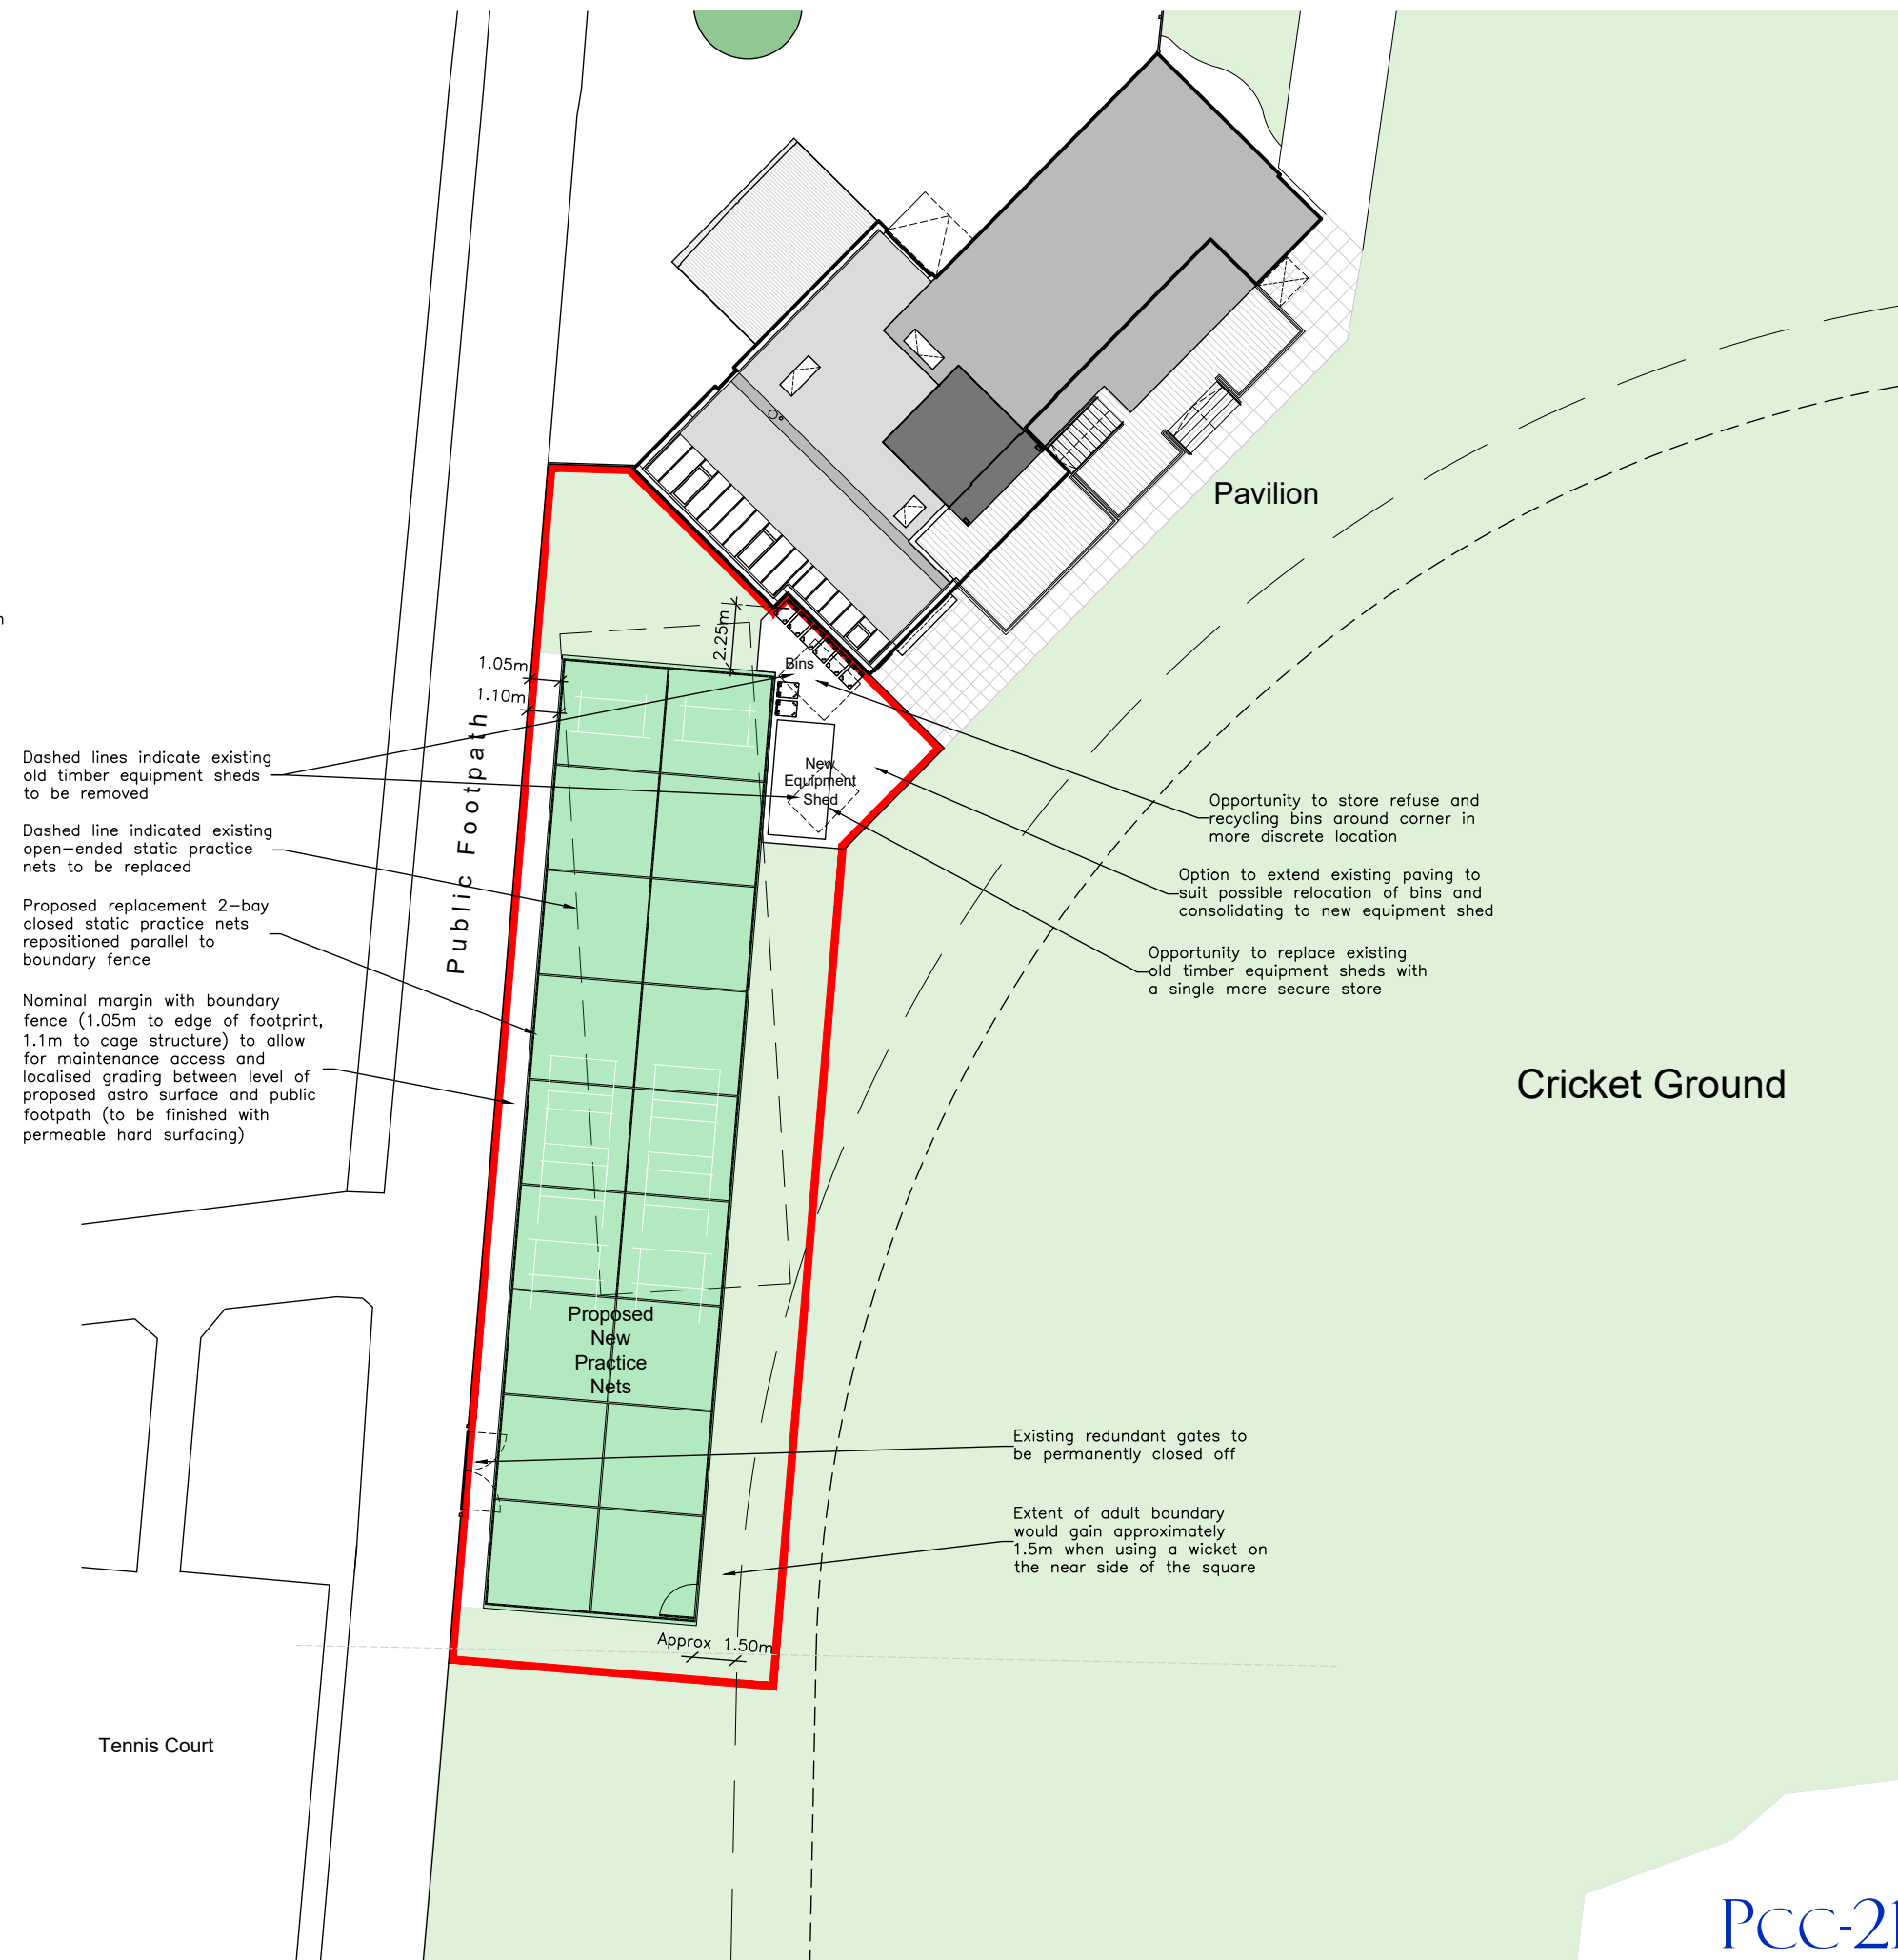 Pavilion
2.25m
Bins
1.05m
1.10m
Public Footpath
Dashed lines indicate existing
old timber equipment sheds
to be removed
Dashed line indicated existing
open-ended static practice
nets to be replaced
Proposed replacement 2-bay
closed static practice nets
repositioned parallel to
boundary fence
Nominal margin with boundary
fence (1.05m to edge of footprint,
1.1m to cage structure) to allow
for maintenance access and
localised grading between level of
proposed astro surface and public
footpath (to be finished with
permeable hard surfacing)
New
Equipment
Shed
Opportunity to store refuse and
recycling bins around corner in
more discrete location
Option to extend existing paving to
suit possible relocation of bins and
consolidating to new equipment shed
Opportunity to replace existing
old timber equipment sheds with
a single more secure store
Cricket Ground
Proposed
New
Practice
Nets
Existing redundant gates to
be permanently closed off
Extent of adult boundary
would gain approximately
1.5m when using a wicket on
the near side of the square
Approx 1.50m
Tennis Court
PCC-21